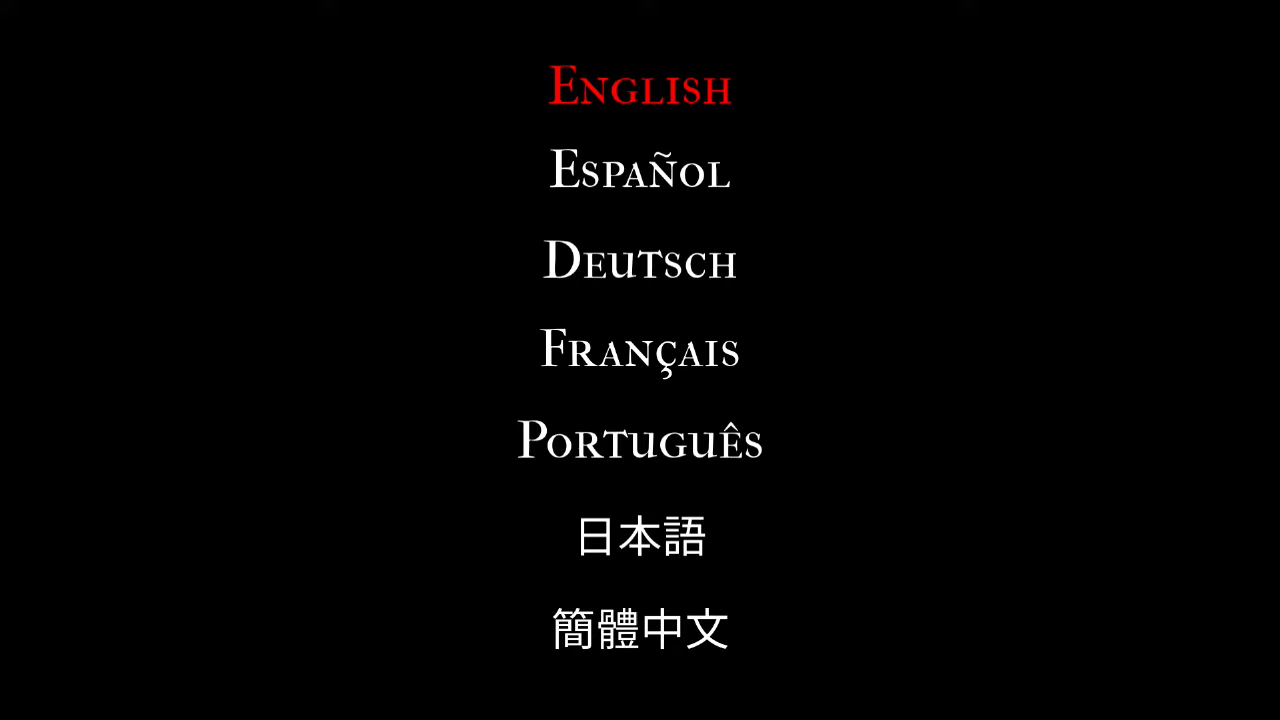 English
Español
Deutsch
Français
Português
日本語
簡體中文